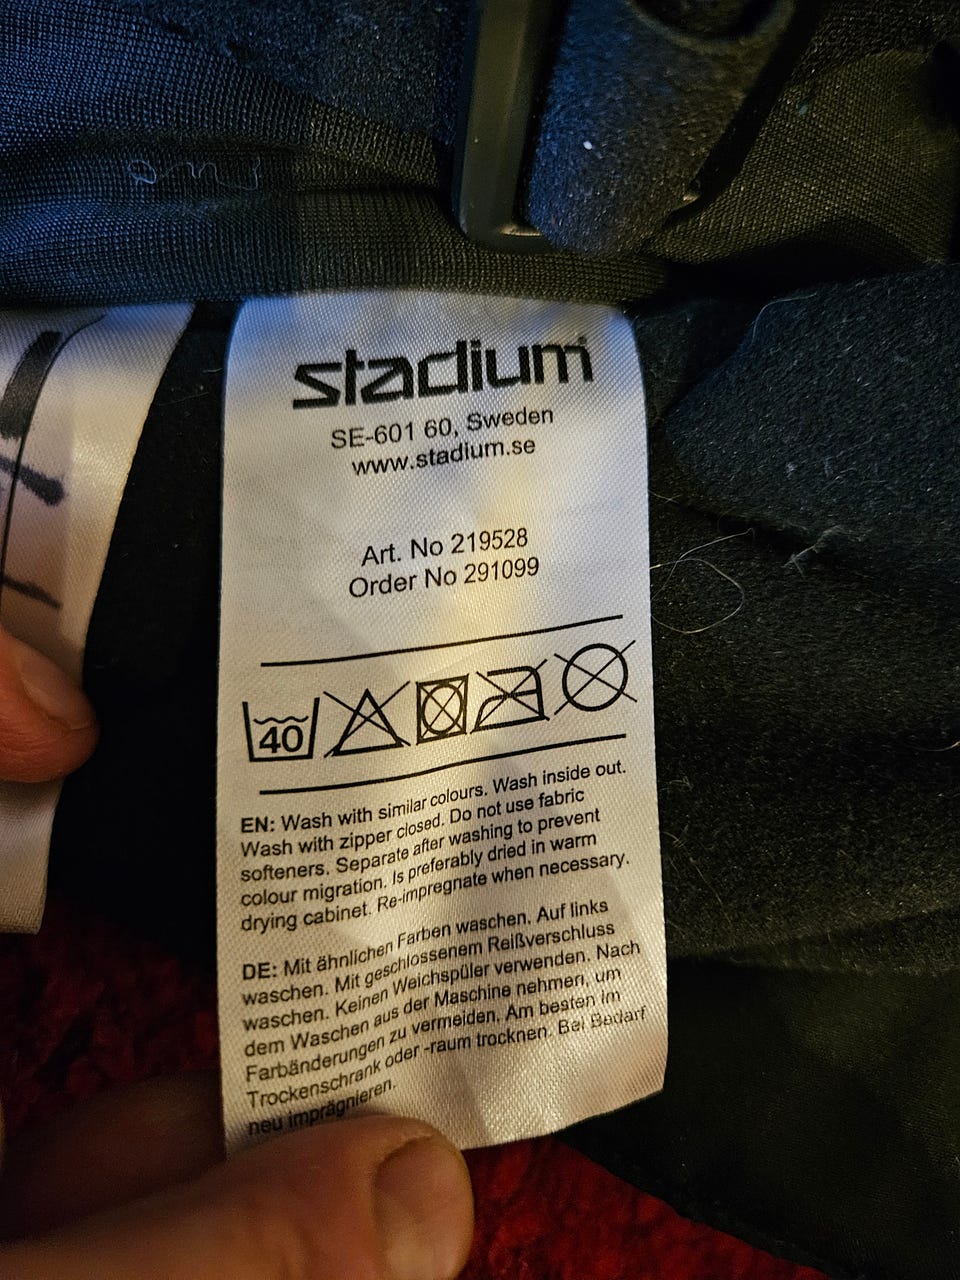 stadium
SE-601 60, Sweden
www.stadium.se
Art. No 219528
Order No 291099
40
EN: Wash with similar colours. Wash inside out.
Wash with zipper closed. Do not use fabric
softeners. Separate after washing to prevent
colour migration. Is preferably dried in warm
drying cabinet. Re-impregnate when necessary.
DE: Mit ähnlichen Farben waschen. Auf links
waschen. Mit geschlossenem Reißverschluss
waschen. Keinen Weichspüler verwenden. Nach
dem Waschen aus der Maschine nehmen, um
Farbänderungen zu vermeiden. Am besten im
Trockenschrank oder -raum trocknen. Bei Bedarf
neu imprägnieren.